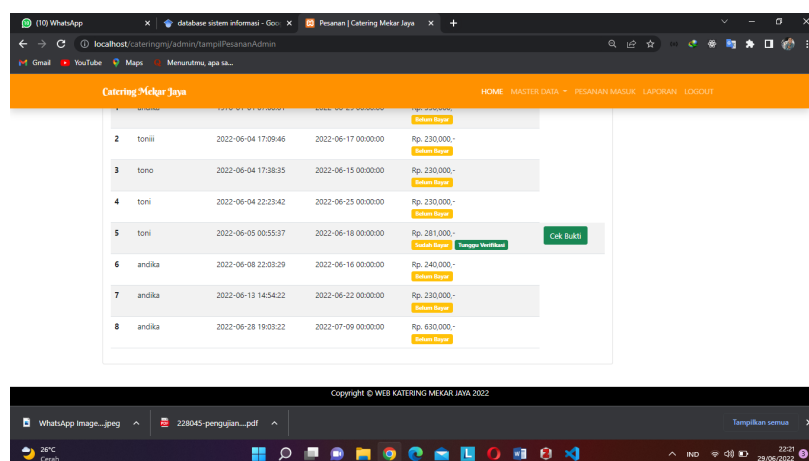 (10) WhatsApp
database sistem informasi - Goo
Pesanan | Catering Mekar Jaya
localhost/cateringmj/admin/tampilPesananAdmin
Gmail YouTube Maps Menurutmu, apa sa...
Catering Mekar Jaya HOME MASTER DATA PESANAN MASUK LAPORAN LOGOUT
Belum Bayar
2 toniii 2022-06-04 17:09:46 2022-06-17 00:00:00 Rp. 230,000,-
Belum Bayar
3 tono 2022-06-04 17:38:35 2022-06-15 00:00:00 Rp. 230,000,-
Belum Bayar
4 toni 2022-06-04 22:23:42 2022-06-25 00:00:00 Rp. 230,000,-
Belum Bayar
5 toni 2022-06-05 00:55:37 2022-06-18 00:00:00 Rp. 281,000,- Cek Bukti
Sudah Bayar Tunggu Verifikasi
6 andika 2022-06-08 22:03:29 2022-06-16 00:00:00 Rp. 240,000,-
Belum Bayar
7 andika 2022-06-13 14:54:22 2022-06-22 00:00:00 Rp. 230,000,-
Belum Bayar
8 andika 2022-06-28 19:03:22 2022-07-09 00:00:00 Rp. 630,000,-
Belum Bayar
Copyright © WEB KATERING MEKAR JAYA 2022
WhatsApp Image....jpeg 228045-pengujian....pdf Tampilkan semua
26°C
Cerah
IND
22:21
29/06/2022